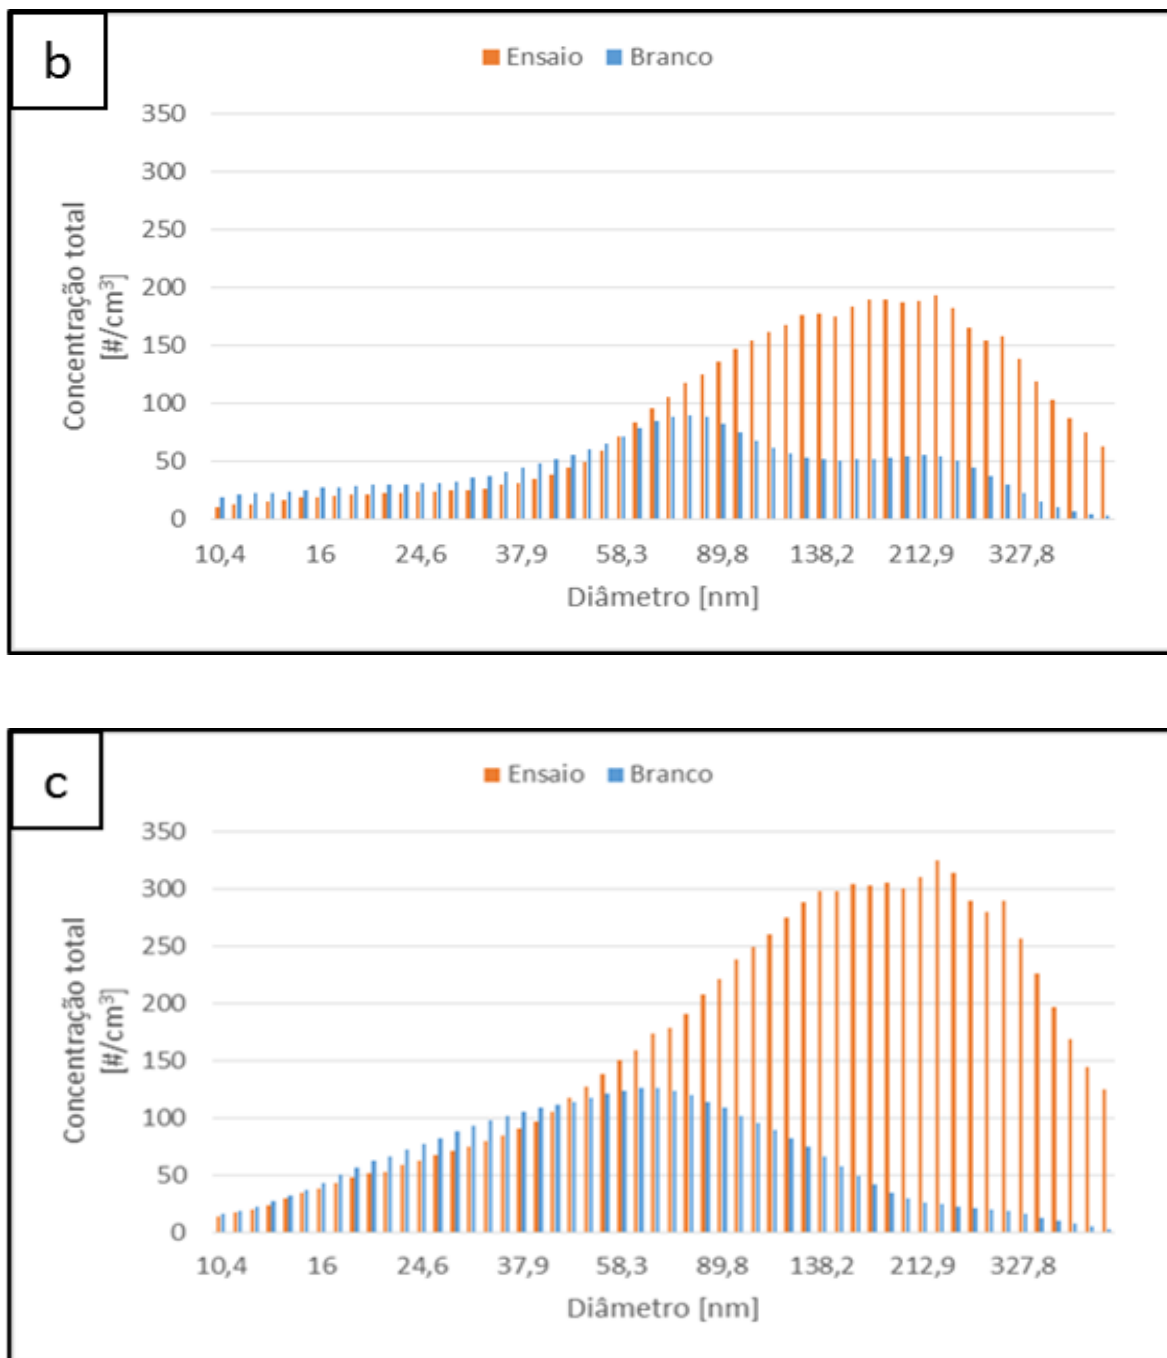 b
Ensaio Branco
350
300
250
200
150
100
50
0
Concentração total
[#/cm³]
10,4 16 24,6 37,9 58,3 89,8 138,2 212,9 327,8
Diâmetro [nm]
c
Ensaio Branco
350
300
250
200
150
100
50
0
Concentração total
[#/cm³]
10,4 16 24,6 37,9 58,3 89,8 138,2 212,9 327,8
Diâmetro [nm]